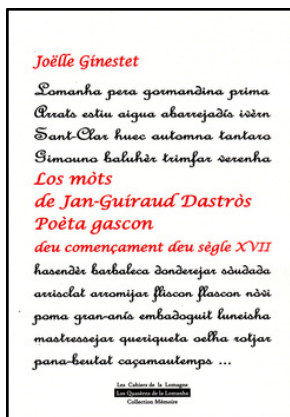 Joëlle Ginestet
Lomanha pera gormandina prima
Arrats estiu aigua abarrejadís ivèrn
Sant-Clar huec automna tantaro
Gimouno baluhèr trimfar verenha
Los mòts
de Jan-Guiraud Dastròs
Poèta gascon
deu començament deu sègle XVII
hasendèr barbaleca donderejar sàudada
arrisclat arromijar fliscon flascon nàvi
poma gran-anís embadoguit luneisha
mastressejar queriqueta oelha rotjar
pana-beutat caçamautemps ...
Les Cahiers de la Lomagne
Los Quasèrns de la Lomanha
Collection Mémoire